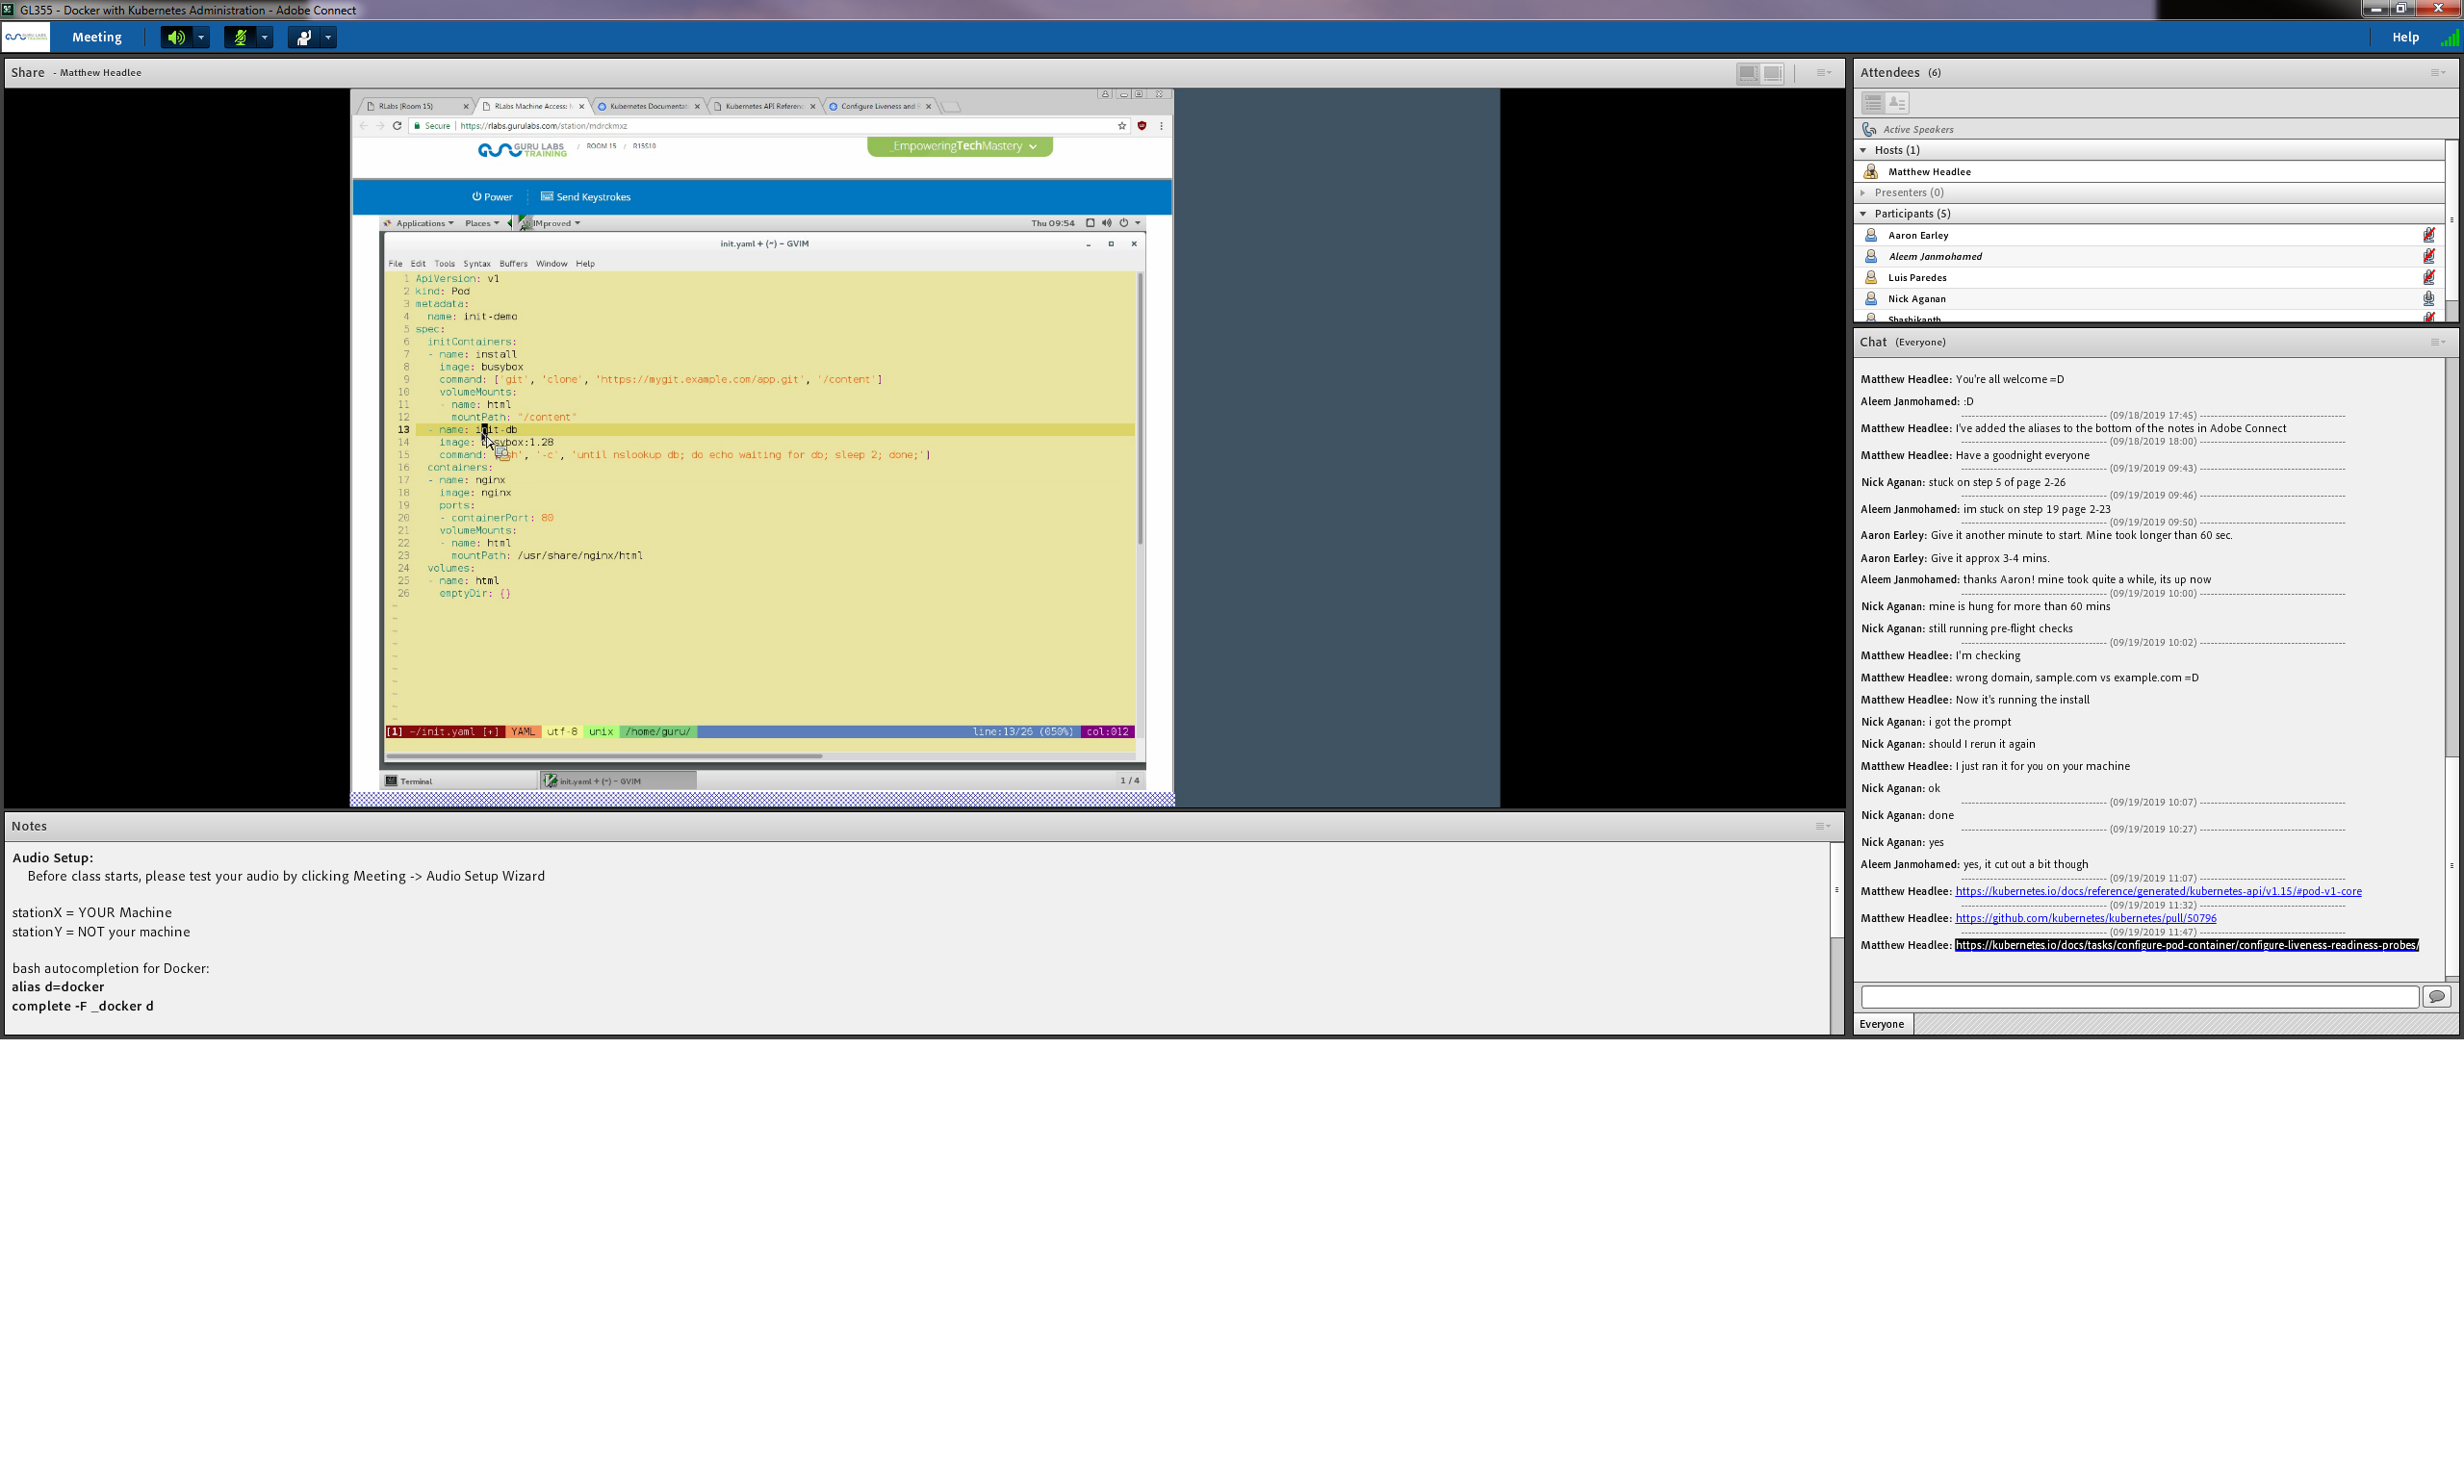 GL355 - Docker with Kubernetes Administration - Adobe Connect
Meeting
Help
Share - Matthew Headlee
RLabs (Room 15)
RLabs Machine Access:
Kubernetes Documentat
Kubernetes API Referenc
Configure Liveness and
Secure | https://rlabs.gurulabs.com/station/mdrckmxz
GURU LABS
TRAINING
/ ROOM 15 / R15S10
_EmpoweringTechMastery
Power
Send Keystrokes
Applications
Places
IMproved
Thu 09:54
init.yaml + (~) - GVIM
File Edit Tools Syntax Buffers Window Help
1 ApiVersion: v1
2 kind: Pod
3 metadata:
4 name: init-demo
5 spec:
6 initContainers:
7 - name: install
8 image: busybox
9 command: ['git', 'clone', 'https://mygit.example.com/app.git', '/content']
10 volumeMounts:
11 - name: html
12 mountPath: "/content"
13 - name: init-db
14 image: busybox:1.28
15 command: ['sh', '-c', 'until nslookup db; do echo waiting for db; sleep 2; done;']
16 containers:
17 - name: nginx
18 image: nginx
19 ports:
20 - containerPort: 80
21 volumeMounts:
22 - name: html
23 mountPath: /usr/share/nginx/html
24 volumes:
25 - name: html
26 emptyDir: {}
[1] ~/init.yaml [+] YAML utf-8 unix /home/guru/ line:13/26 (050%) col:012
Terminal
init.yaml + (~) - GVIM
1 / 4
Notes
Audio Setup:
Before class starts, please test your audio by clicking Meeting -> Audio Setup Wizard
stationX = YOUR Machine
stationY = NOT your machine
bash autocompletion for Docker:
alias d=docker
complete -F _docker d
Attendees (6)
Active Speakers
Hosts (1)
Matthew Headlee
Presenters (0)
Participants (5)
Aaron Earley
Aleem Janmohamed
Luis Paredes
Nick Aganan
Shashikanth
Chat (Everyone)
Matthew Headlee: You're all welcome =D
Aleem Janmohamed: :D
(09/18/2019 17:45)
Matthew Headlee: I've added the aliases to the bottom of the notes in Adobe Connect
(09/18/2019 18:00)
Matthew Headlee: Have a goodnight everyone
(09/19/2019 09:43)
Nick Aganan: stuck on step 5 of page 2-26
(09/19/2019 09:46)
Aleem Janmohamed: im stuck on step 19 page 2-23
(09/19/2019 09:50)
Aaron Earley: Give it another minute to start. Mine took longer than 60 sec.
Aaron Earley: Give it approx 3-4 mins.
Aleem Janmohamed: thanks Aaron! mine took quite a while, its up now
(09/19/2019 10:00)
Nick Aganan: mine is hung for more than 60 mins
Nick Aganan: still running pre-flight checks
(09/19/2019 10:02)
Matthew Headlee: I'm checking
Matthew Headlee: wrong domain, sample.com vs example.com =D
Matthew Headlee: Now it's running the install
Nick Aganan: i got the prompt
Nick Aganan: should I rerun it again
Matthew Headlee: I just ran it for you on your machine
Nick Aganan: ok
(09/19/2019 10:07)
Nick Aganan: done
(09/19/2019 10:27)
Nick Aganan: yes
Aleem Janmohamed: yes, it cut out a bit though
(09/19/2019 11:07)
Matthew Headlee: https://kubernetes.io/docs/reference/generated/kubernetes-api/v1.15/#pod-v1-core
(09/19/2019 11:32)
Matthew Headlee: https://github.com/kubernetes/kubernetes/pull/50796
(09/19/2019 11:47)
Matthew Headlee: https://kubernetes.io/docs/tasks/configure-pod-container/configure-liveness-readiness-probes/
Everyone